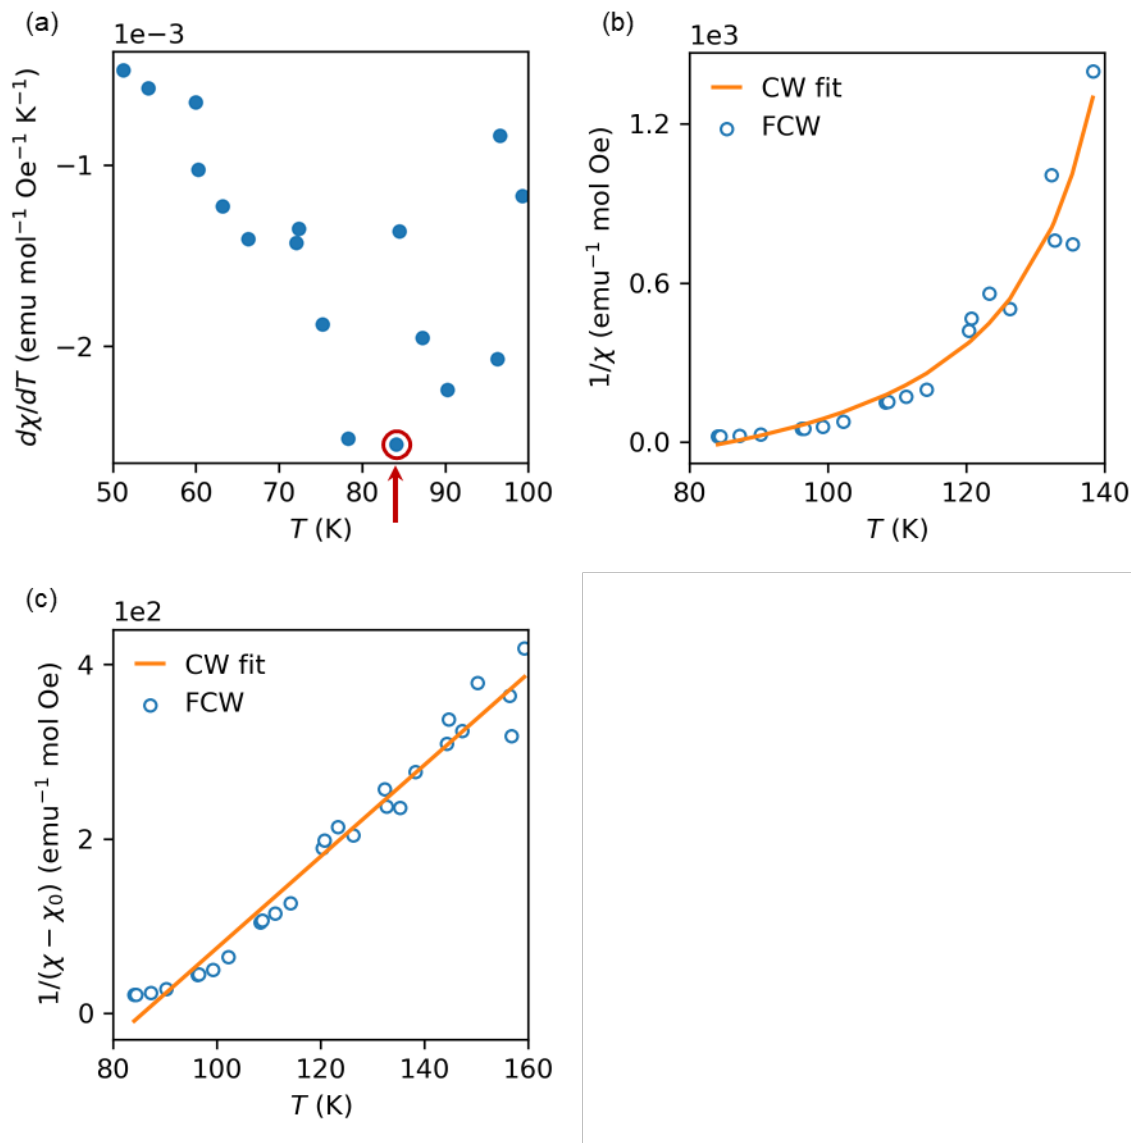 (a)
1e−3
dχ/dT (emu mol⁻¹ Oe⁻¹ K⁻¹)
−1
−2
50 60 70 80 90 100
T (K)
(b)
1e3
1/χ (emu⁻¹ mol Oe)
1.2
0.6
0.0
CW fit
FCW
80 100 120 140
T (K)
(c)
1e2
1/(χ − χ₀) (emu⁻¹ mol Oe)
4
2
0
CW fit
FCW
80 100 120 140 160
T (K)